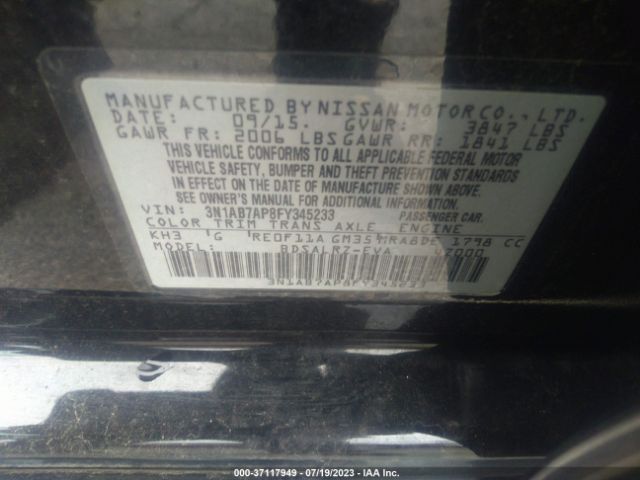 MANUFACTURED BY NISSAN MOTOR CO., LTD.
DATE: 09/15. GVWR: 3847 LBS
GAWR FR: 2006 LBS GAWR RR: 1841 LBS
THIS VEHICLE CONFORMS TO ALL APPLICABLE FEDERAL MOTOR
VEHICLE SAFETY, BUMPER AND THEFT PREVENTION STANDARDS
IN EFFECT ON THE DATE OF MANUFACTURE SHOWN ABOVE.
SEE OWNER'S MANUAL FOR ADDITIONAL INFORMATION.
VIN: 3N1AB7AP8FY345233 PASSENGER CAR
COLOR TRIM TRANS AXLE ENGINE
KH3 G RE0F11A GM35 MRA8DE 1798 CC
MODEL: BDSALRZ-EVA
3N1AB7AP8FY345233
000-37117949 | 07/19/2023 | IAA Inc.